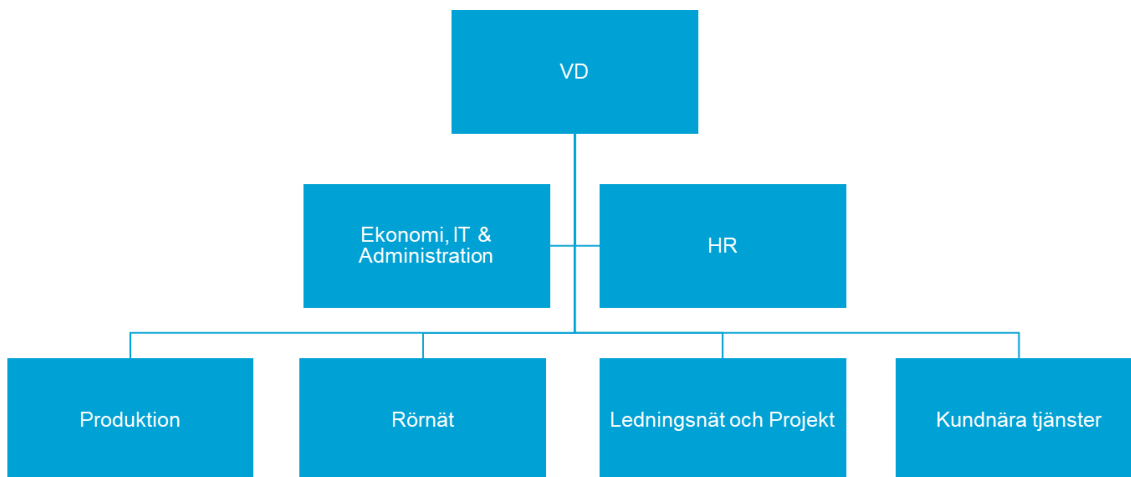 VD
Ekonomi, IT &
Administration
HR
Produktion
Rörnät
Ledningsnät och Projekt
Kundnära tjänster